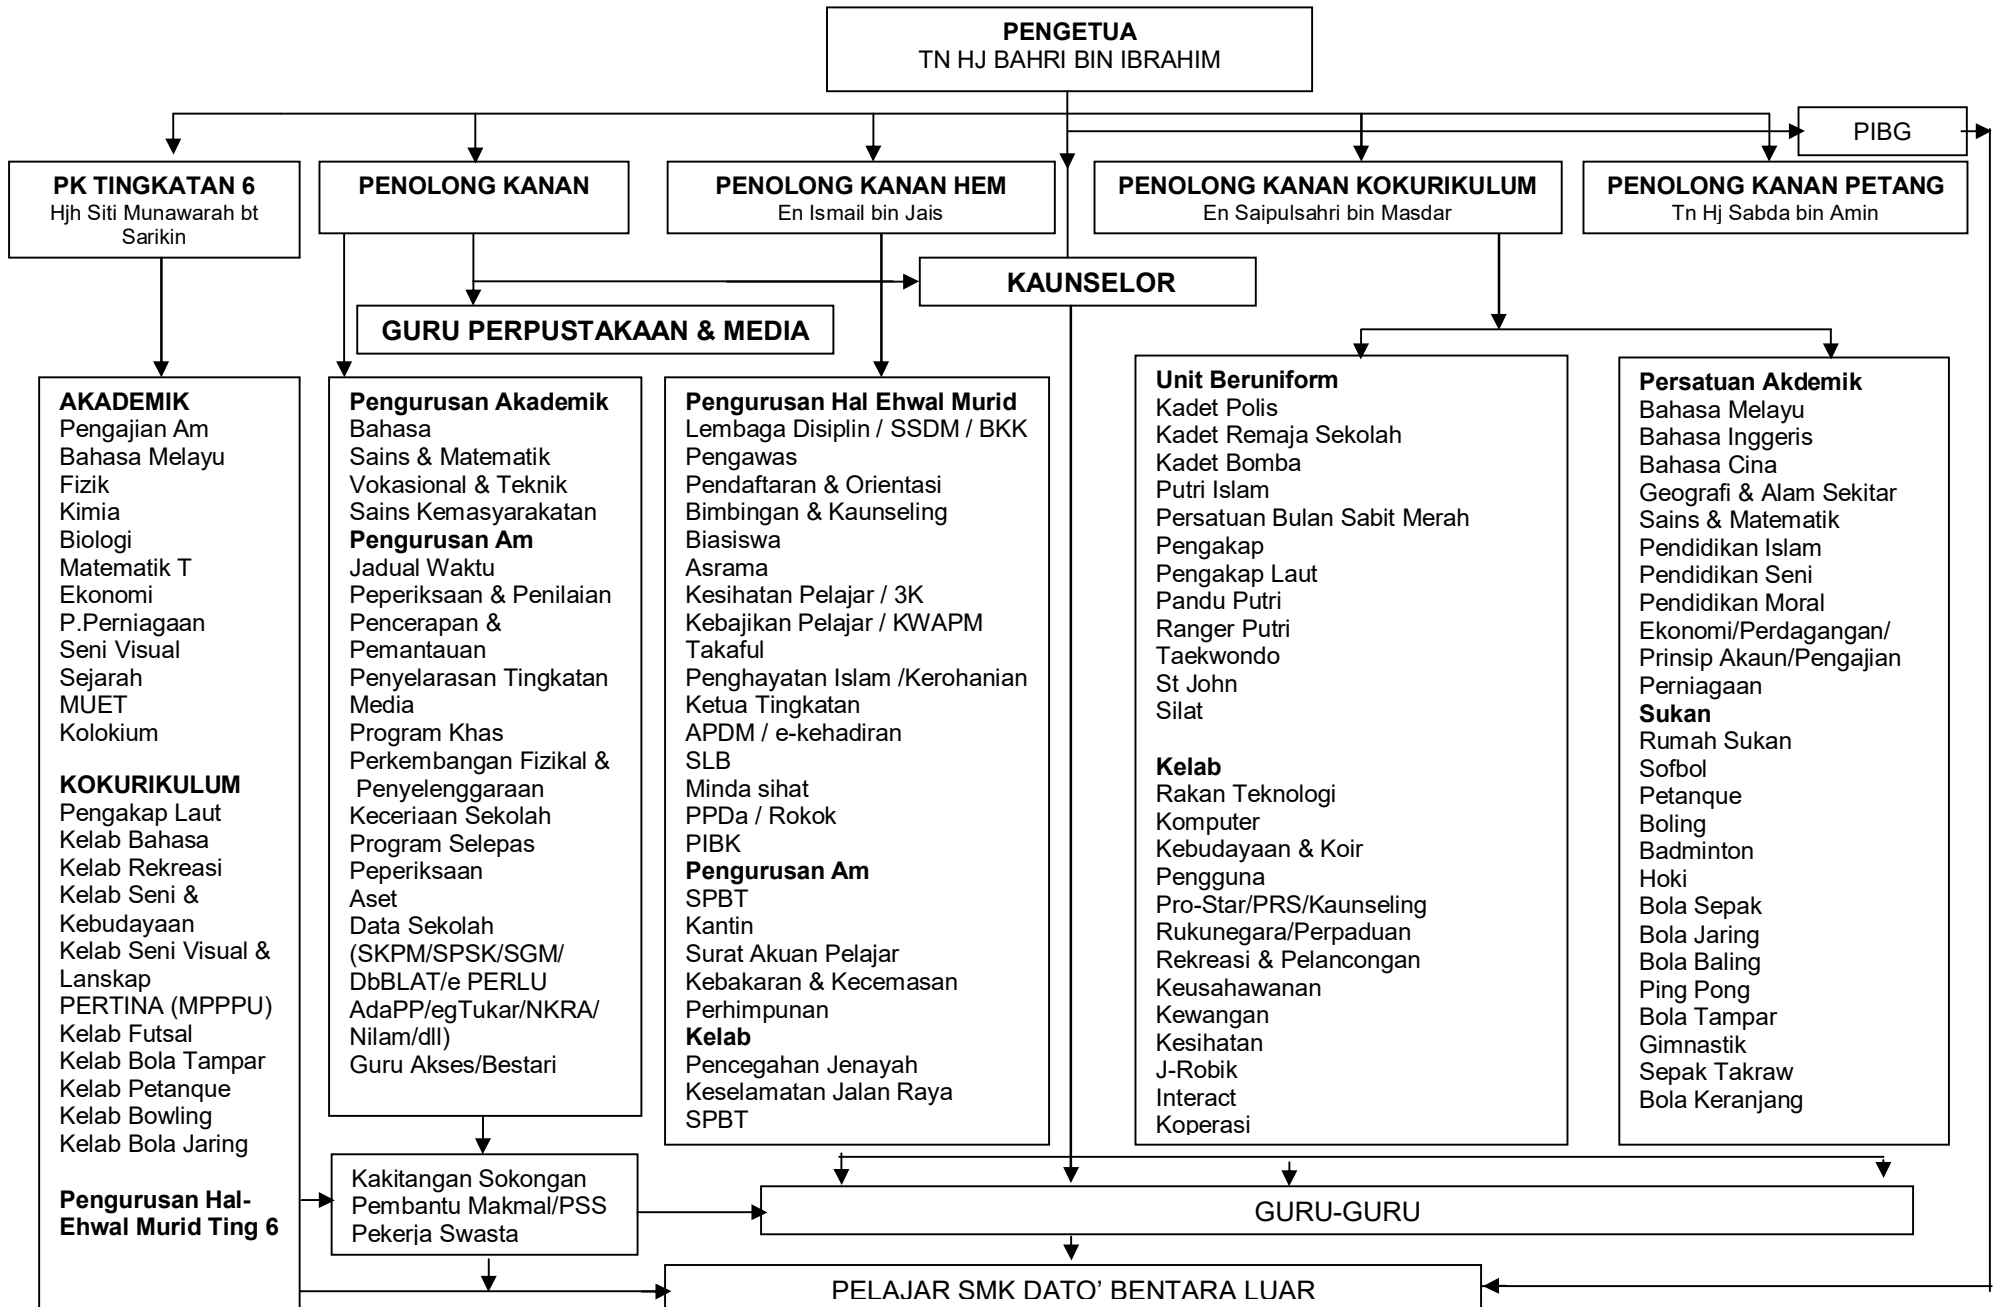 PENGETUA
TN HJ BAHRI BIN IBRAHIM
PIBG
PK TINGKATAN 6
Hjh Siti Munawarah bt
Sarikin
PENOLONG KANAN
PENOLONG KANAN HEM
En Ismail bin Jais
PENOLONG KANAN KOKURIKULUM
En Saipulsahri bin Masdar
PENOLONG KANAN PETANG
Tn Hj Sabda bin Amin
KAUNSELOR
GURU PERPUSTAKAAN & MEDIA
AKADEMIK
Pengajian Am
Bahasa Melayu
Fizik
Kimia
Biologi
Matematik T
Ekonomi
P.Perniagaan
Seni Visual
Sejarah
MUET
Kolokium
KOKURIKULUM
Pengakap Laut
Kelab Bahasa
Kelab Rekreasi
Kelab Seni &
Kebudayaan
Kelab Seni Visual &
Lanskap
PERTINA (MPPPU)
Kelab Futsal
Kelab Bola Tampar
Kelab Petanque
Kelab Bowling
Kelab Bola Jaring
Pengurusan Hal-
Ehwal Murid Ting 6
Pengurusan Akademik
Bahasa
Sains & Matematik
Vokasional & Teknik
Sains Kemasyarakatan
Pengurusan Am
Jadual Waktu
Peperiksaan & Penilaian
Pencerapan &
Pemantauan
Penyelarasan Tingkatan
Media
Program Khas
Perkembangan Fizikal &
Penyelenggaraan
Keceriaan Sekolah
Program Selepas
Peperiksaan
Aset
Data Sekolah
(SKPM/SPSK/SGM/
DbBLAT/e PERLU
AdaPP/egTukar/NKRA/
Nilam/dll)
Guru Akses/Bestari
Pengurusan Hal Ehwal Murid
Lembaga Disiplin / SSDM / BKK
Pengawas
Pendaftaran & Orientasi
Bimbingan & Kaunseling
Biasiswa
Asrama
Kesihatan Pelajar / 3K
Kebajikan Pelajar / KWAPM
Takaful
Penghayatan Islam /Kerohanian
Ketua Tingkatan
APDM / e-kehadiran
SLB
Minda sihat
PPDa / Rokok
PIBK
Pengurusan Am
SPBT
Kantin
Surat Akuan Pelajar
Kebakaran & Kecemasan
Perhimpunan
Kelab
Pencegahan Jenayah
Keselamatan Jalan Raya
SPBT
Unit Beruniform
Kadet Polis
Kadet Remaja Sekolah
Kadet Bomba
Putri Islam
Persatuan Bulan Sabit Merah
Pengakap
Pengakap Laut
Pandu Putri
Ranger Putri
Taekwondo
St John
Silat
Kelab
Rakan Teknologi
Komputer
Kebudayaan & Koir
Pengguna
Pro-Star/PRS/Kaunseling
Rukunegara/Perpaduan
Rekreasi & Pelancongan
Keusahawanan
Kewangan
Kesihatan
J-Robik
Interact
Koperasi
Persatuan Akdemik
Bahasa Melayu
Bahasa Inggeris
Bahasa Cina
Geografi & Alam Sekitar
Sains & Matematik
Pendidikan Islam
Pendidikan Seni
Pendidikan Moral
Ekonomi/Perdagangan/
Prinsip Akaun/Pengajian
Perniagaan
Sukan
Rumah Sukan
Sofbol
Petanque
Boling
Badminton
Hoki
Bola Sepak
Bola Jaring
Bola Baling
Ping Pong
Bola Tampar
Gimnastik
Sepak Takraw
Bola Keranjang
Kakitangan Sokongan
Pembantu Makmal/PSS
Pekerja Swasta
GURU-GURU
PELAJAR SMK DATO’ BENTARA LUAR